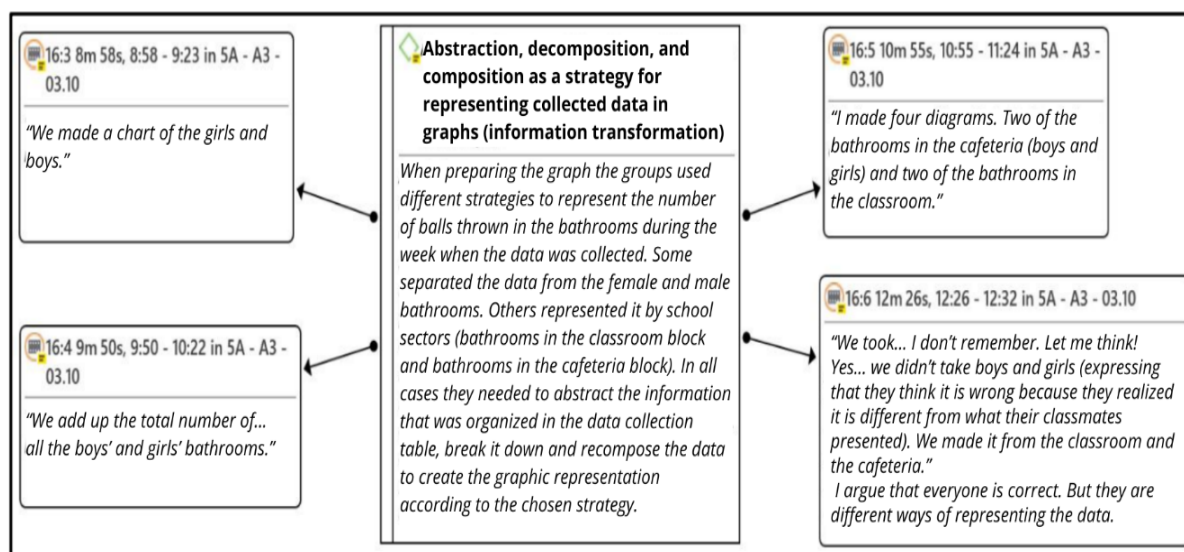 16:3 8m 58s, 8:58 - 9:23 in 5A - A3 -
03.10
“We made a chart of the girls and
boys.”
16:4 9m 50s, 9:50 - 10:22 in 5A - A3 -
03.10
“We add up the total number of...
all the boys’ and girls’ bathrooms.”
Abstraction, decomposition, and
composition as a strategy for
representing collected data in
graphs (information transformation)
When preparing the graph the groups used
different strategies to represent the number
of balls thrown in the bathrooms during the
week when the data was collected. Some
separated the data from the female and male
bathrooms. Others represented it by school
sectors (bathrooms in the classroom block
and bathrooms in the cafeteria block). In all
cases they needed to abstract the information
that was organized in the data collection
table, break it down and recompose the data
to create the graphic representation
according to the chosen strategy.
16:5 10m 55s, 10:55 - 11:24 in 5A - A3 -
03.10
“I made four diagrams. Two of the
bathrooms in the cafeteria (boys and
girls) and two of the bathrooms in
the classroom.”
16:6 12m 26s, 12:26 - 12:32 in 5A - A3 - 03.10
“We took... I don’t remember. Let me think!
Yes... we didn’t take boys and girls (expressing
that they think it is wrong because they realized
it is different from what their classmates
presented). We made it from the classroom and
the cafeteria.”
I argue that everyone is correct. But they are
different ways of representing the data.